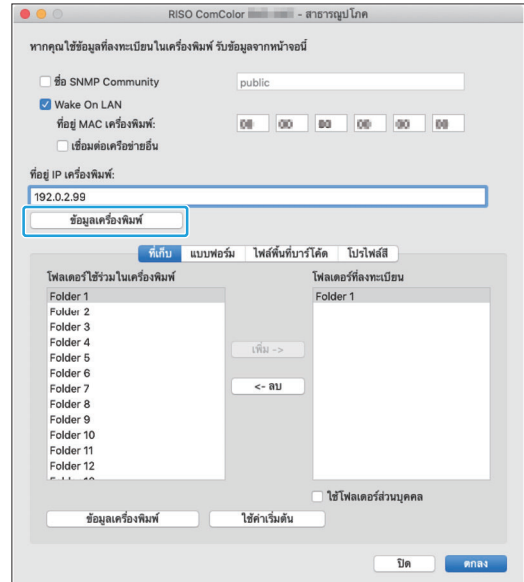 RISO ComColor - สาธารณูปโภค
หากคุณใช้ข้อมูลที่ลงทะเบียนในเครื่องพิมพ์ รับข้อมูลจากหน้าจอนี้
ชื่อ SNMP Community
public
Wake On LAN
ที่อยู่ MAC เครื่องพิมพ์:
เชื่อมต่อเครือข่ายอื่น
ที่อยู่ IP เครื่องพิมพ์:
192.0.2.99
ข้อมูลเครื่องพิมพ์
ที่เก็บ แบบฟอร์ม ไฟล์พื้นที่บาร์โค้ด โปรไฟล์สี
โฟลเดอร์ใช้ร่วมในเครื่องพิมพ์ โฟลเดอร์ที่ลงทะเบียน
Folder 1 Folder 1
Folder 2
Folder 3
Folder 4
Folder 5
Folder 6
Folder 7
Folder 8
Folder 9
Folder 10
Folder 11
Folder 12
เพิ่ม ->
<- ลบ
ใช้โฟลเดอร์ส่วนบุคคล
ข้อมูลเครื่องพิมพ์ ใช้ค่าเริ่มต้น
ปิด ตกลง